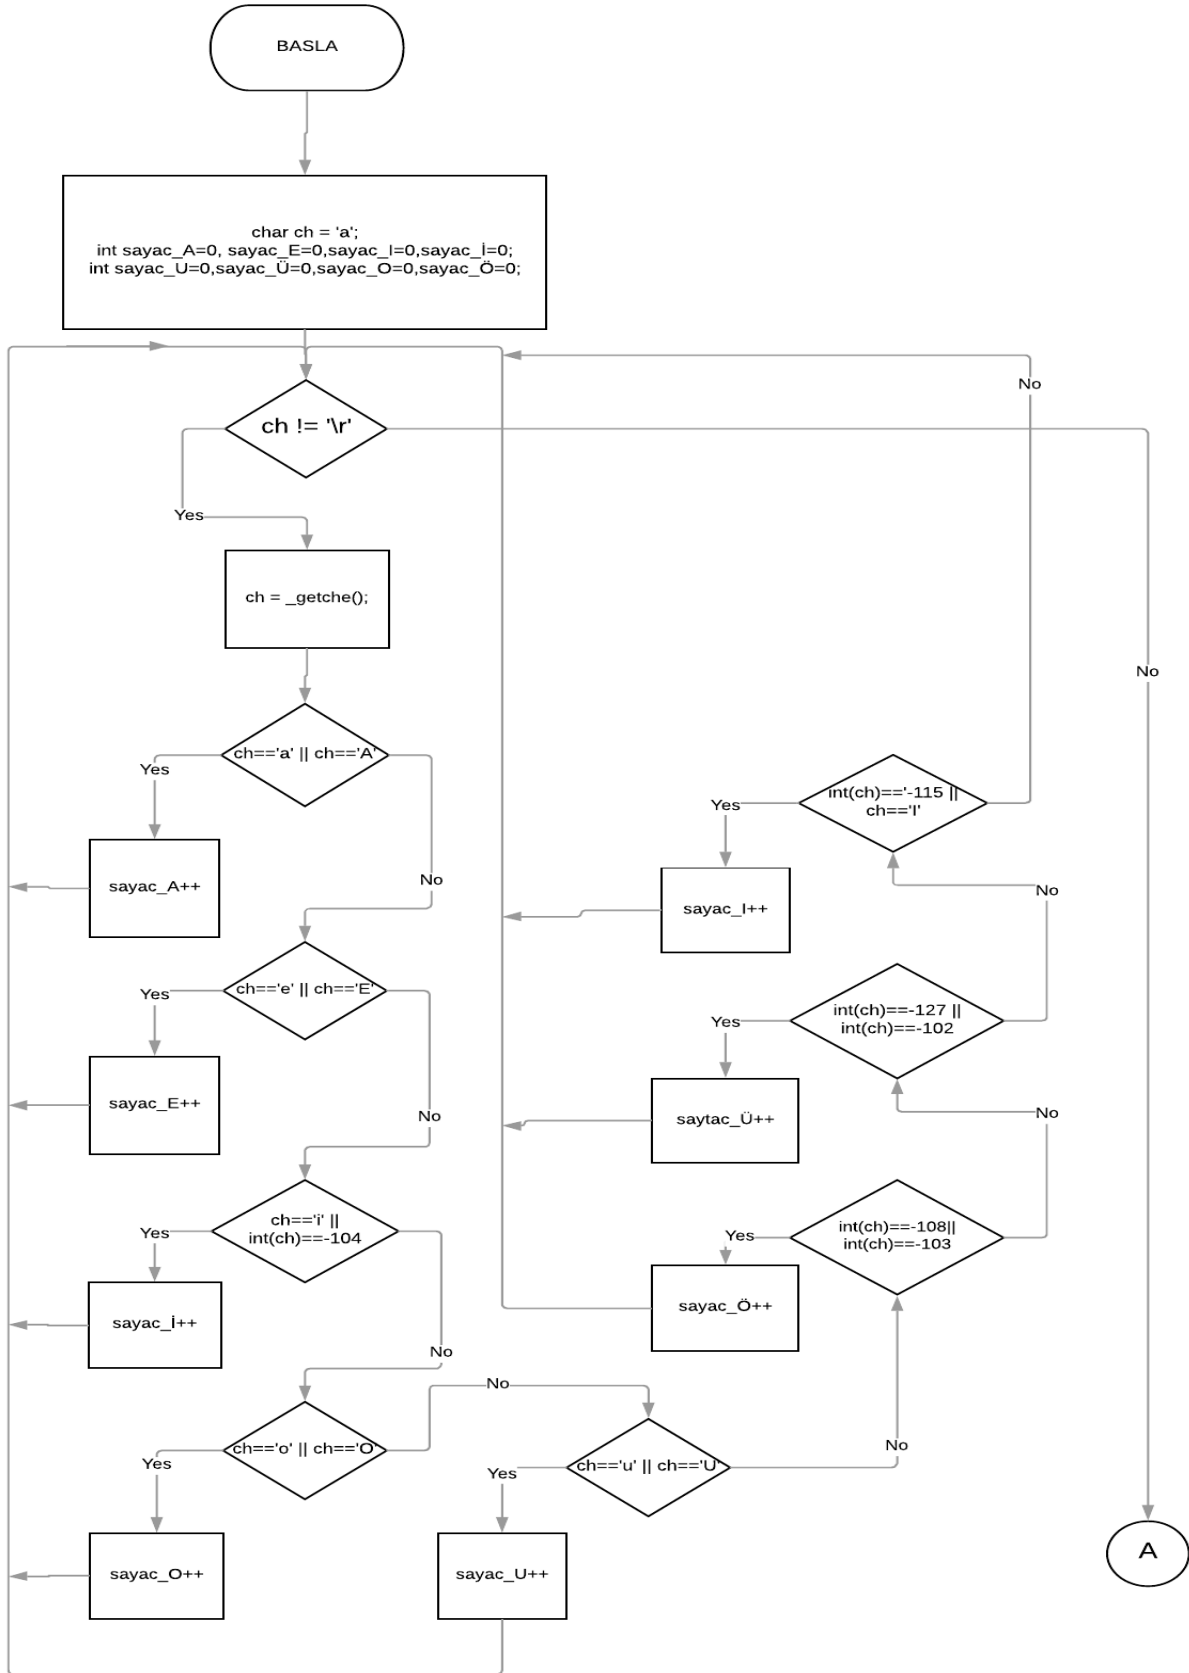 BASLA
char ch = 'a';
int sayac_A=0, sayac_E=0,sayac_I=0,sayac_İ=0;
int sayac_U=0,sayac_Ü=0,sayac_O=0,sayac_Ö=0;
ch != '\r'
No
Yes
ch = _getche();
No
ch=='a' || ch=='A'
Yes
sayac_A++
No
ch=='e' || ch=='E'
Yes
sayac_E++
No
ch=='i' ||
int(ch)==-104
Yes
sayac_İ++
No
ch=='o' || ch=='O'
Yes
sayac_O++
No
ch=='u' || ch=='U'
Yes
sayac_U++
No
int(ch)==-108||
int(ch)==-103
Yes
sayac_Ö++
No
int(ch)==-127 ||
int(ch)==-102
Yes
saytac_Ü++
No
int(ch)=='-115 ||
ch=='I'
Yes
sayac_I++
No
A